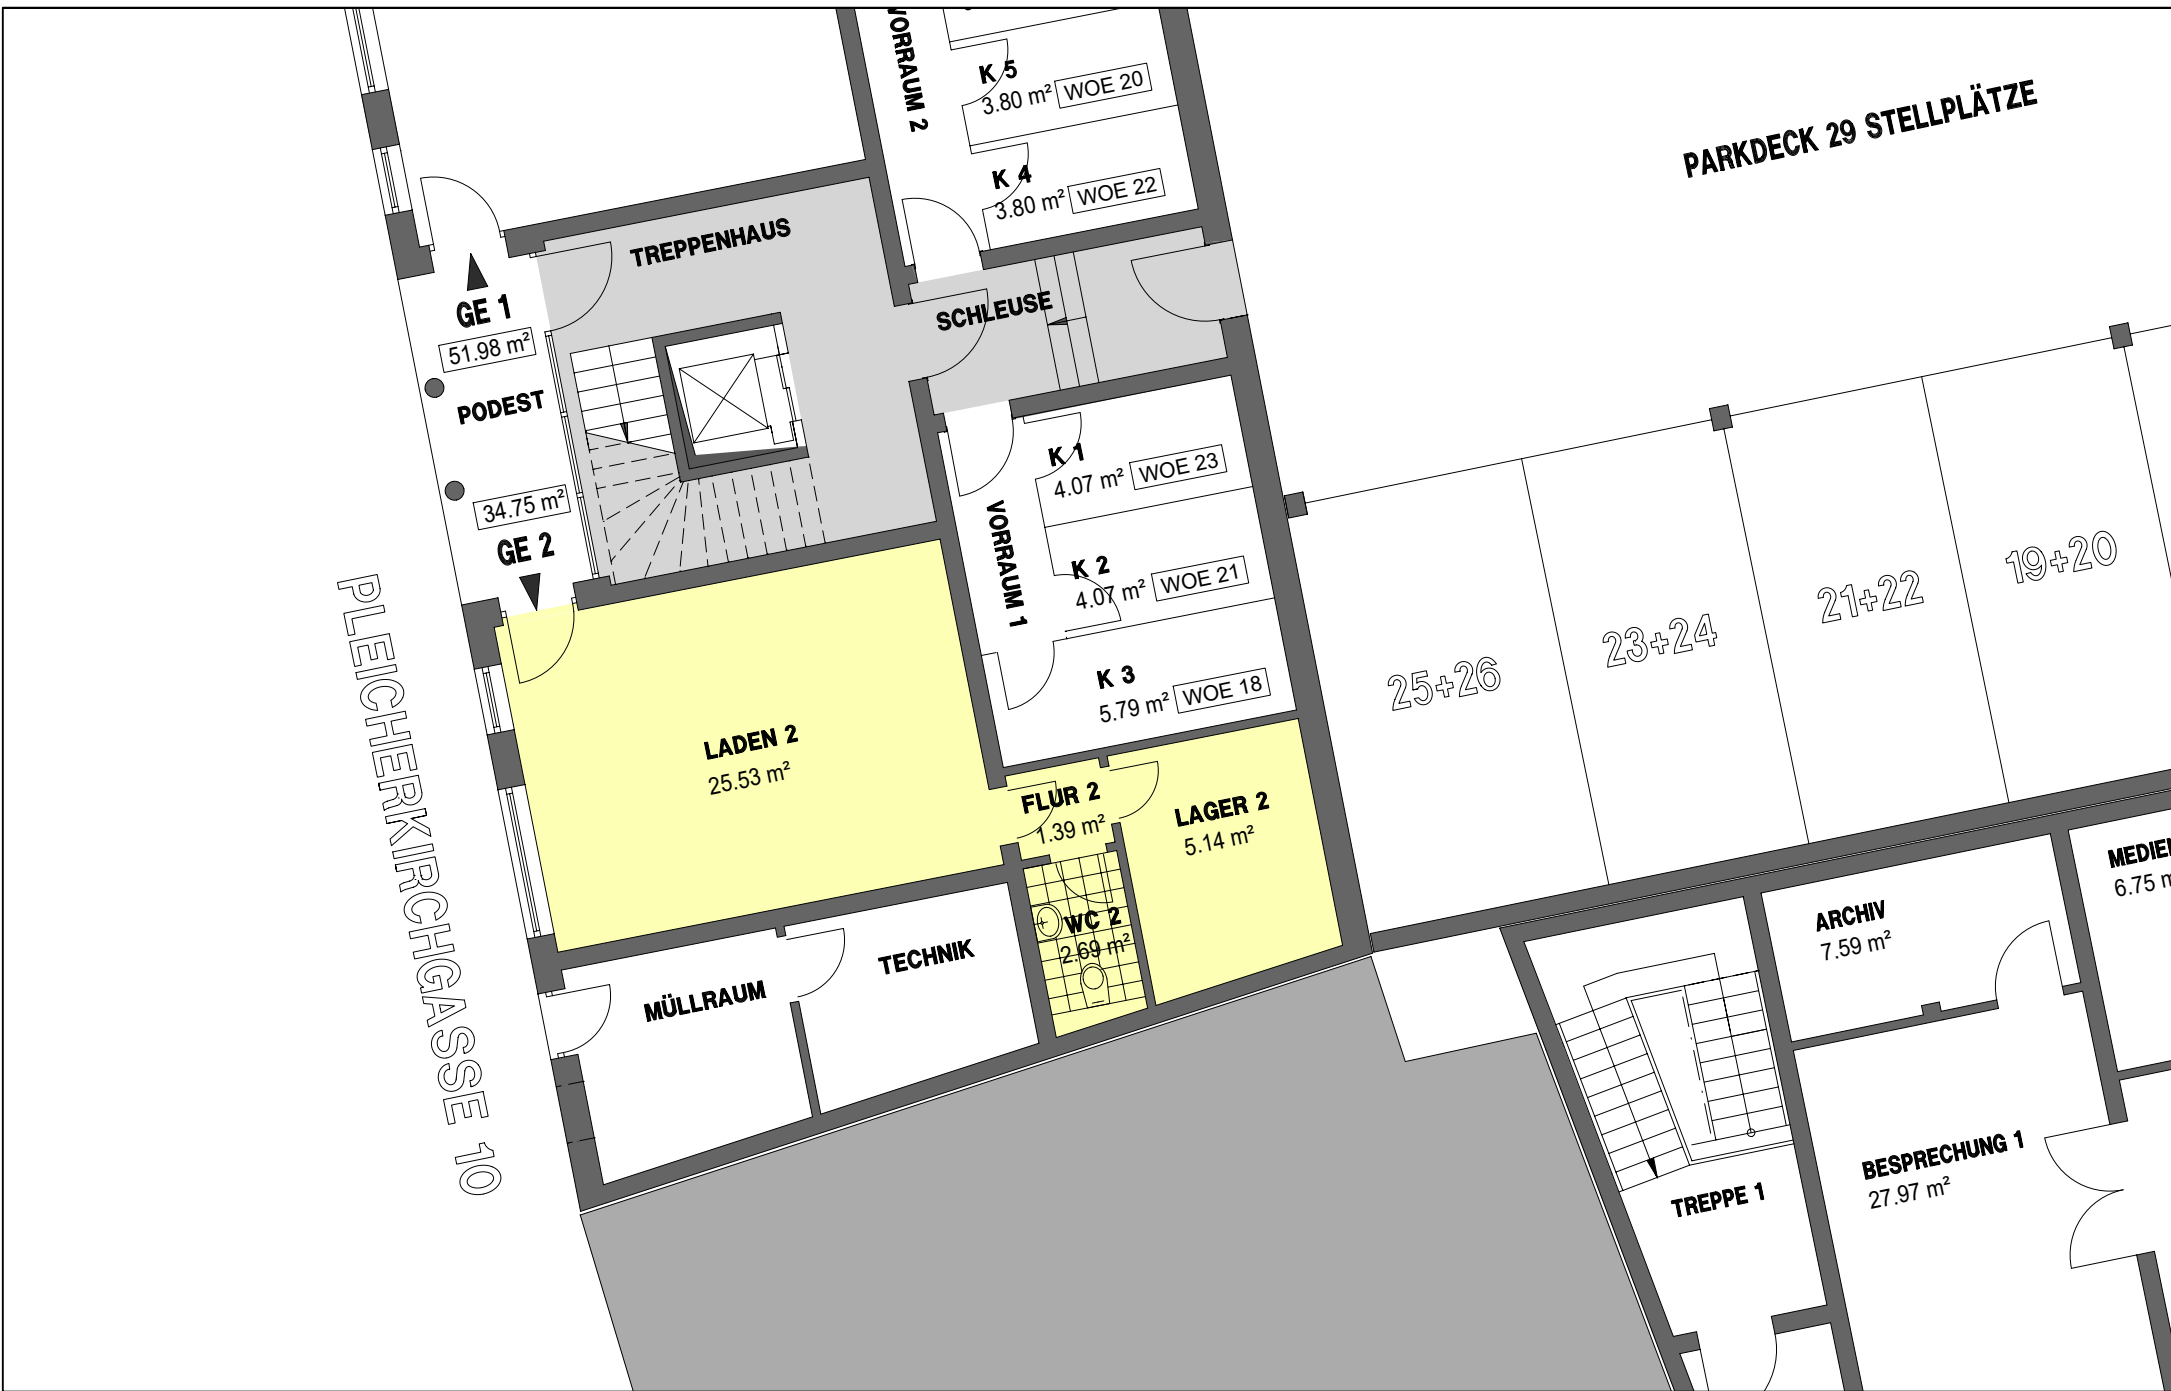 VORRAUM 2
K 5
3.80 m² WOE 20
K 4
3.80 m² WOE 22
PARKDECK 29 STELLPLÄTZE
TREPPENHAUS
SCHLEUSE
GE 1
51.98 m²
PODEST
34.75 m²
GE 2
K 1
4.07 m² WOE 23
VORRAUM 1
K 2
4.07 m² WOE 21
K 3
5.79 m² WOE 18
25+26
23+24
21+22
19+20
PLEICHERKIRCHGASSE 10
LADEN 2
25.53 m²
FLUR 2
1.39 m²
LAGER 2
5.14 m²
WC 2
2.69 m²
TECHNIK
MÜLLRAUM
ARCHIV
7.59 m²
MEDIEN
6.75 m
BESPRECHUNG 1
27.97 m²
TREPPE 1